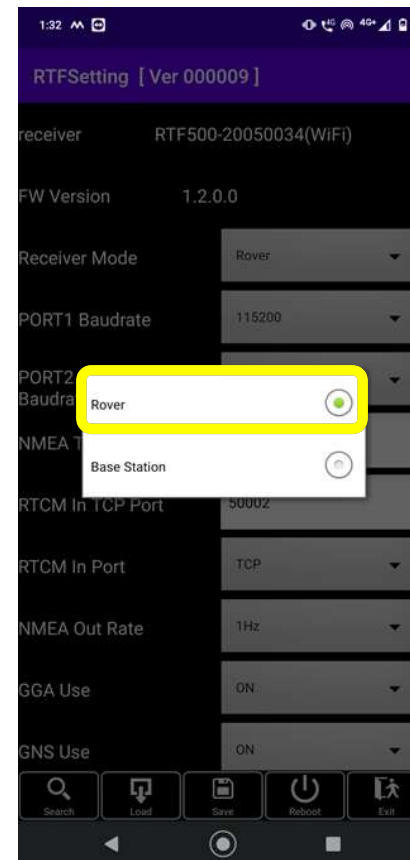 1:32
4G+
RTFSetting [ Ver 000009 ]
receiver RTF500-20050034(WiFi)
FW Version 1.2.0.0
Receiver Mode Rover
PORT1 Baudrate 115200
PORT2
Baudra
Rover
NMEA T
Base Station
RTCM In TCP Port 50002
RTCM In Port TCP
NMEA Out Rate 1Hz
GGA Use ON
GNS Use ON
Search Load Save Reboot Exit